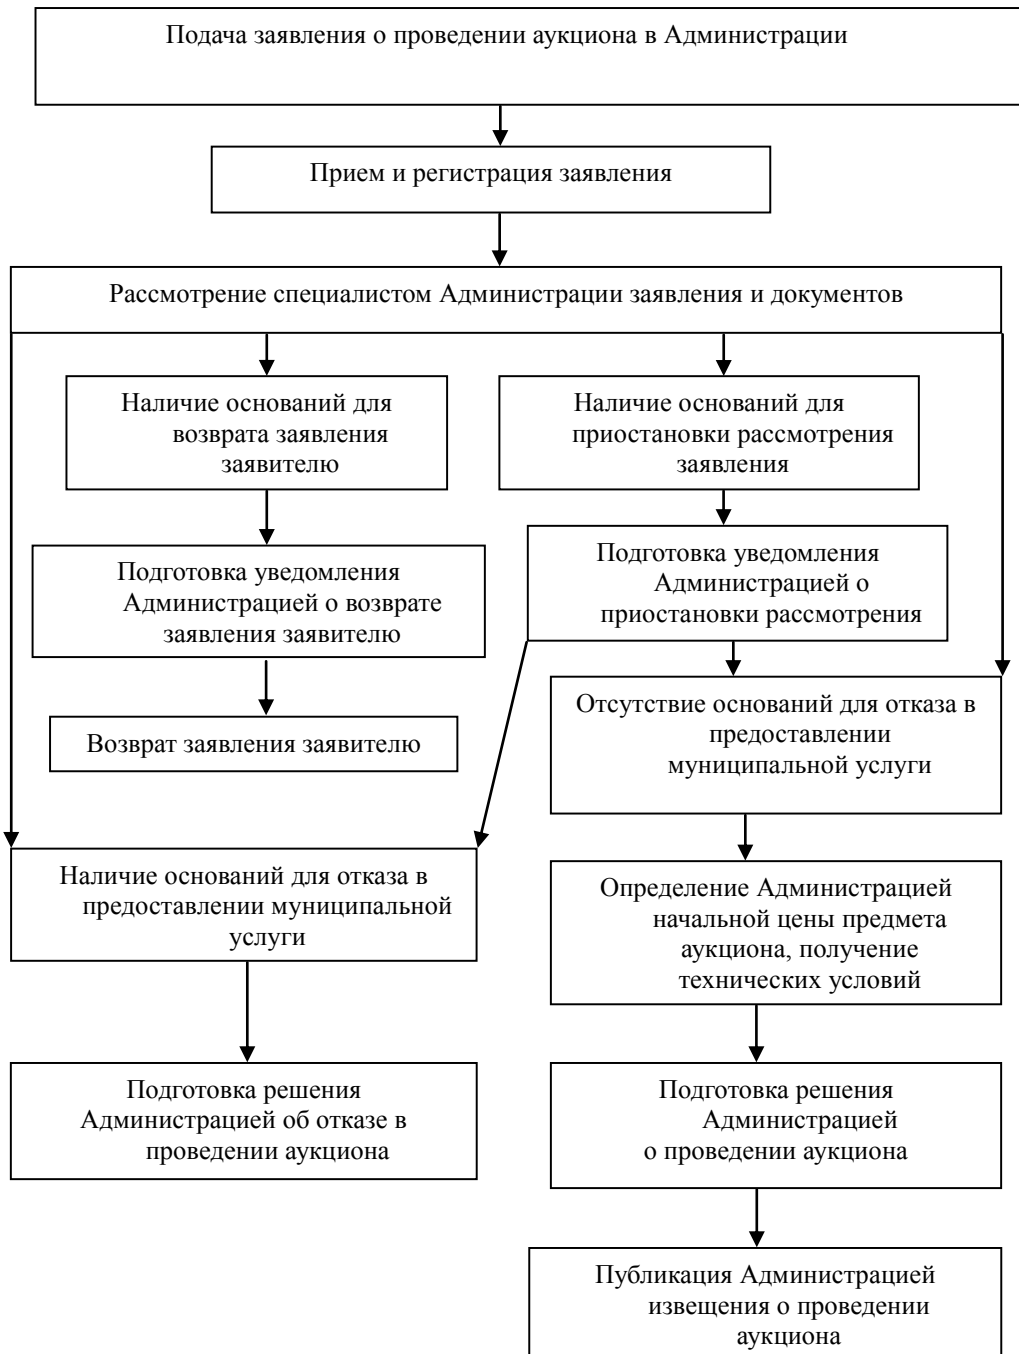 Подача заявления о проведении аукциона в Администрации
Прием и регистрация заявления
Рассмотрение специалистом Администрации заявления и документов
Наличие оснований для
возврата заявления
заявителю
Наличие оснований для
приостановки рассмотрения
заявления
Подготовка уведомления
Администрацией о возврате
заявления заявителю
Подготовка уведомления
Администрацией о
приостановки рассмотрения
Возврат заявления заявителю
Отсутствие оснований для отказа в
предоставлении
муниципальной услуги
Наличие оснований для отказа в
предоставлении муниципальной
услуги
Определение Администрацией
начальной цены предмета
аукциона, получение
технических условий
Подготовка решения
Администрацией об отказе в
проведении аукциона
Подготовка решения
Администрацией
о проведении аукциона
Публикация Администрацией
извещения о проведении
аукциона